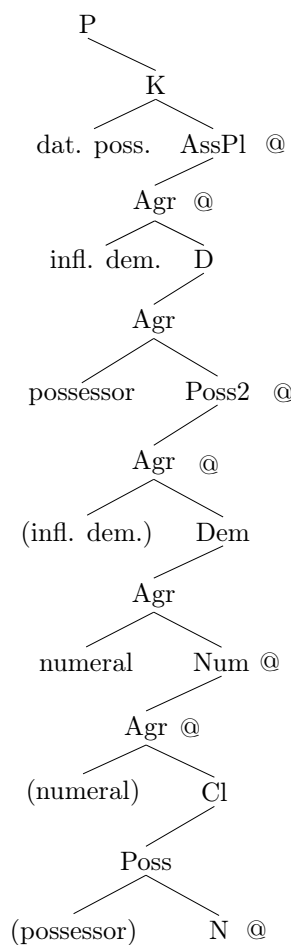 P
K
dat. poss. AssPl @
Agr @
infl. dem. D
Agr
possessor Poss2 @
Agr @
(infl. dem.) Dem
Agr
numeral Num @
Agr @
(numeral) Cl
Poss
(possessor) N @